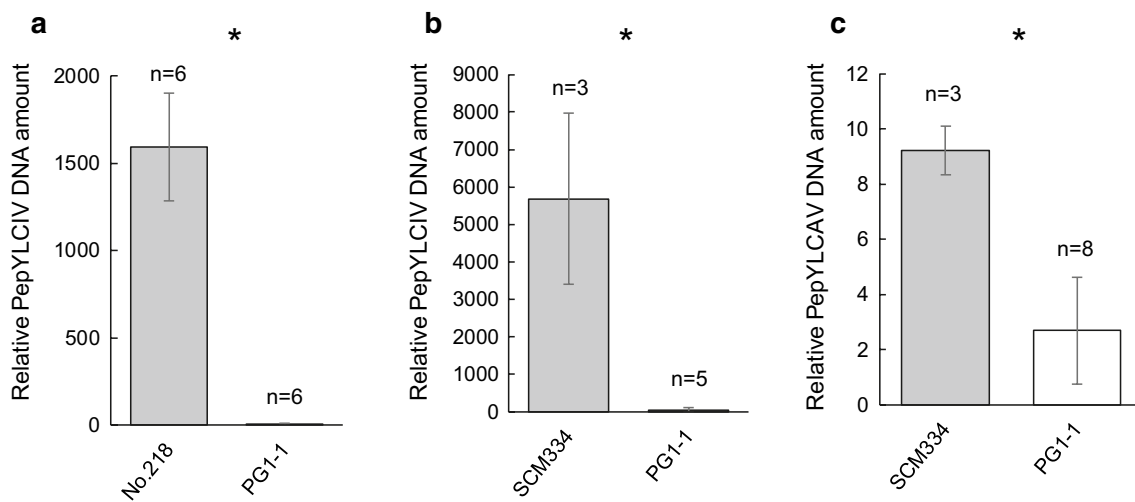 a
*
Relative PepYLCIV DNA amount
2000
1500
1000
500
0
n=6
n=6
No.218
PG1-1
b
*
Relative PepYLCIV DNA amount
9000
8000
7000
6000
5000
4000
3000
2000
1000
0
n=3
n=5
SCM334
PG1-1
c
*
Relative PepYLCAV DNA amount
12
10
8
6
4
2
0
n=3
n=8
SCM334
PG1-1